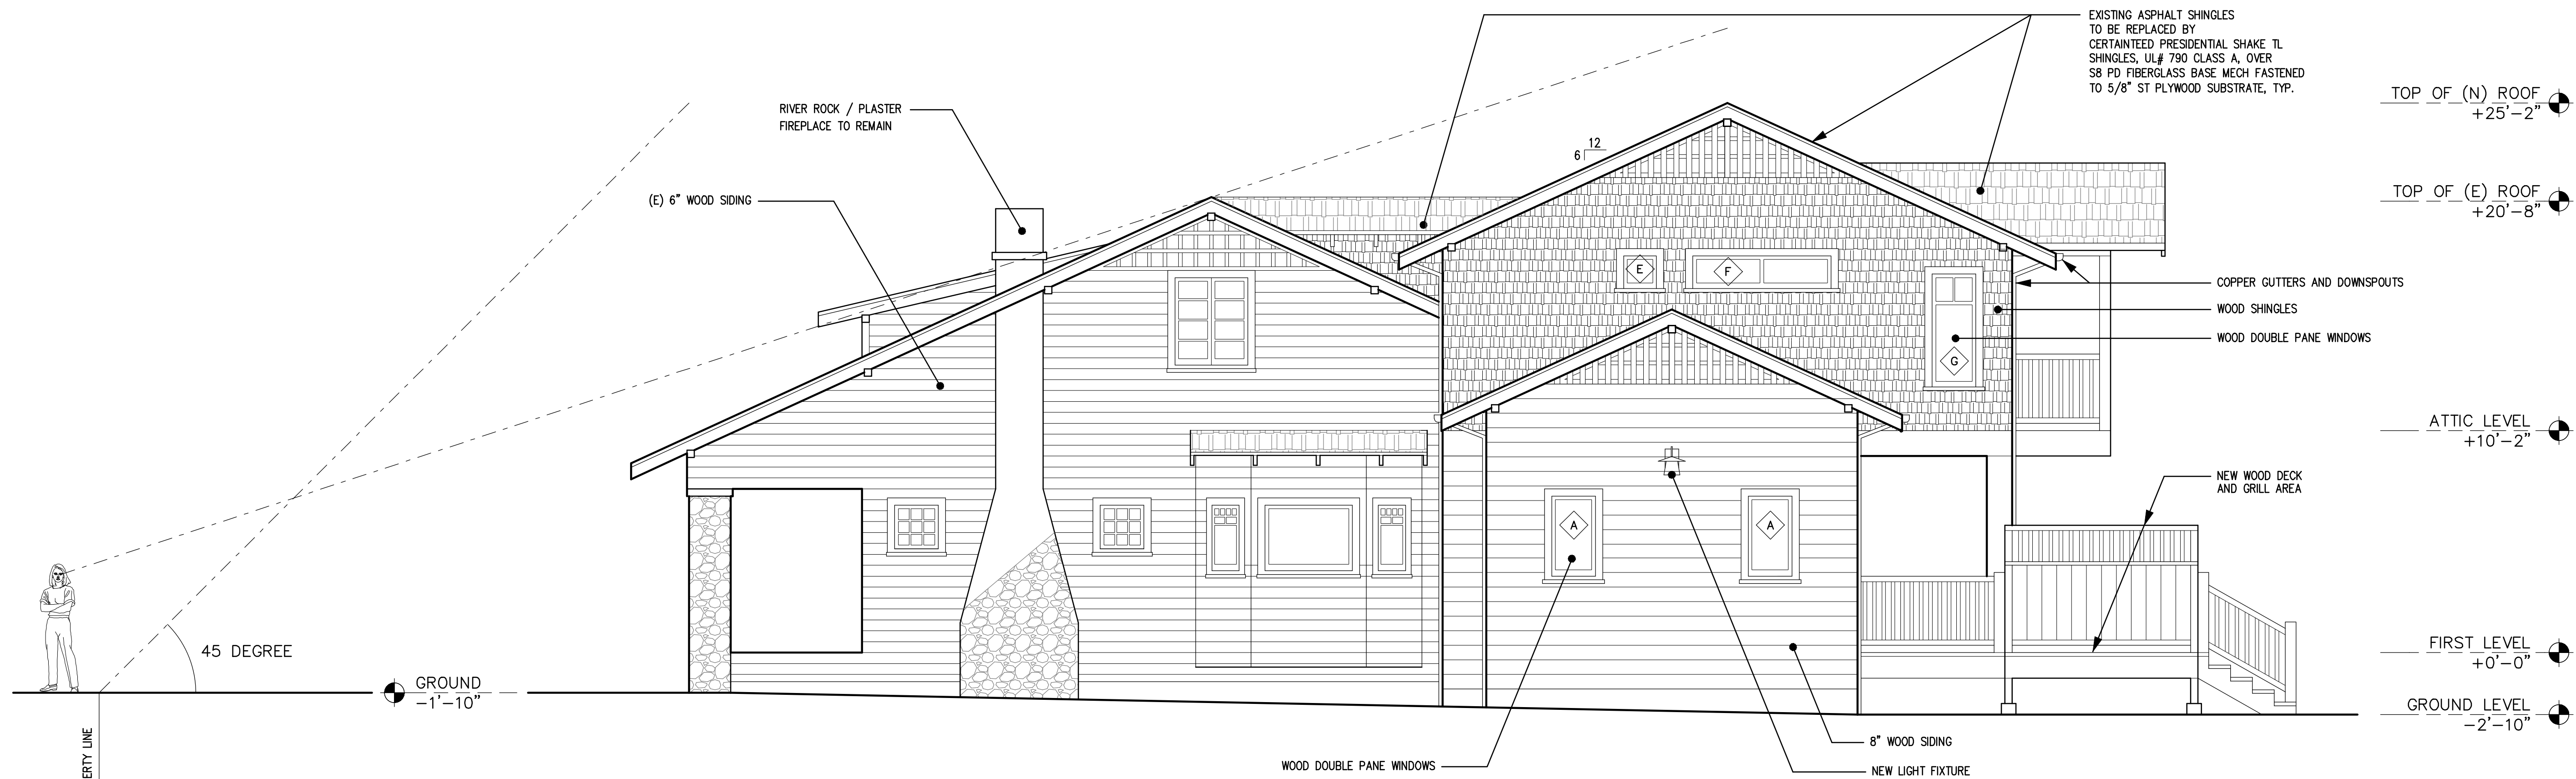 EXISTING ASPHALT SHINGLES
TO BE REPLACED BY
CERTAINTEED PRESIDENTIAL SHAKE TL
SHINGLES, UL# 790 CLASS A, OVER
S8 PD FIBERGLASS BASE MECH FASTENED
TO 5/8" ST PLYWOOD SUBSTRATE, TYP.
TOP OF (N) ROOF
+25'-2"
RIVER ROCK / PLASTER
FIREPLACE TO REMAIN
12
6
(E) 6" WOOD SIDING
TOP OF (E) ROOF
+20'-8"
E
F
COPPER GUTTERS AND DOWNSPOUTS
WOOD SHINGLES
WOOD DOUBLE PANE WINDOWS
G
ATTIC LEVEL
+10'-2"
NEW WOOD DECK
AND GRILL AREA
A
A
45 DEGREE
FIRST LEVEL
+0'-0"
GROUND
-1'-10"
GROUND LEVEL
-2'-10"
ERTY LINE
8" WOOD SIDING
WOOD DOUBLE PANE WINDOWS
NEW LIGHT FIXTURE